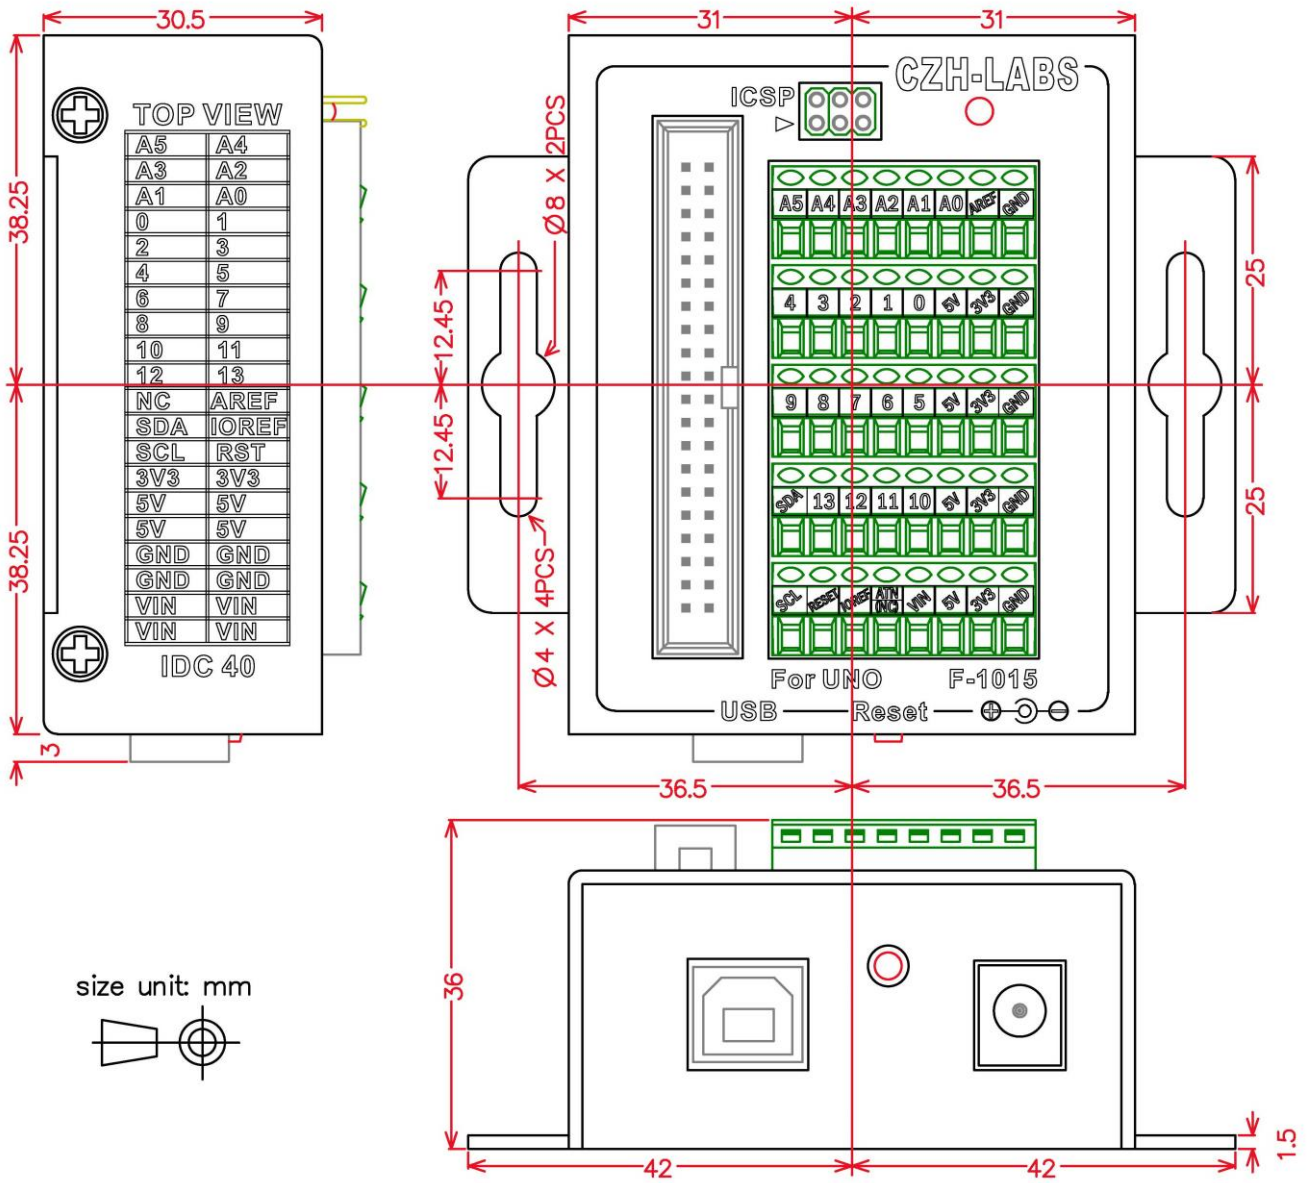 30.5
31
31
CZH-LABS
ICSP
TOP VIEW
A5 A4
A3 A2
A1 A0
0 1
2 3
4 5
6 7
8 9
10 11
12 13
NC AREF
SDA IOREF
SCL RST
3V3 3V3
5V 5V
5V 5V
GND GND
GND GND
VIN VIN
VIN VIN
IDC 40
38.25
38.25
3
Ø8 X 2PCS
12.45
12.45
Ø4 X 4PCS
A5 A4 A3 A2 A1 A0 AREF GND
4 3 2 1 0 5V 3V3 GND
9 8 7 6 5 5V 3V3 GND
SDA 13 12 11 10 5V 3V3 GND
SCL RESET IOREF ATN (NC) VIN 5V 3V3 GND
25
25
For UNO F-1015
USB Reset
36.5
36.5
36
size unit: mm
42
42
1.5